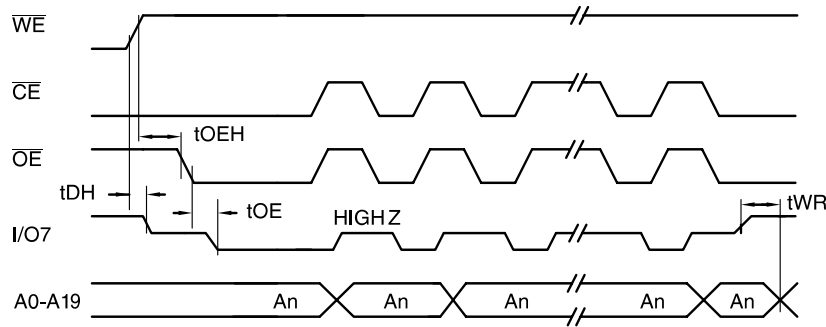 WE
CE
tOEH
OE
tDH
tOE
tWR
I/O7
HIGH Z
A0-A19
An
An
An
An
An